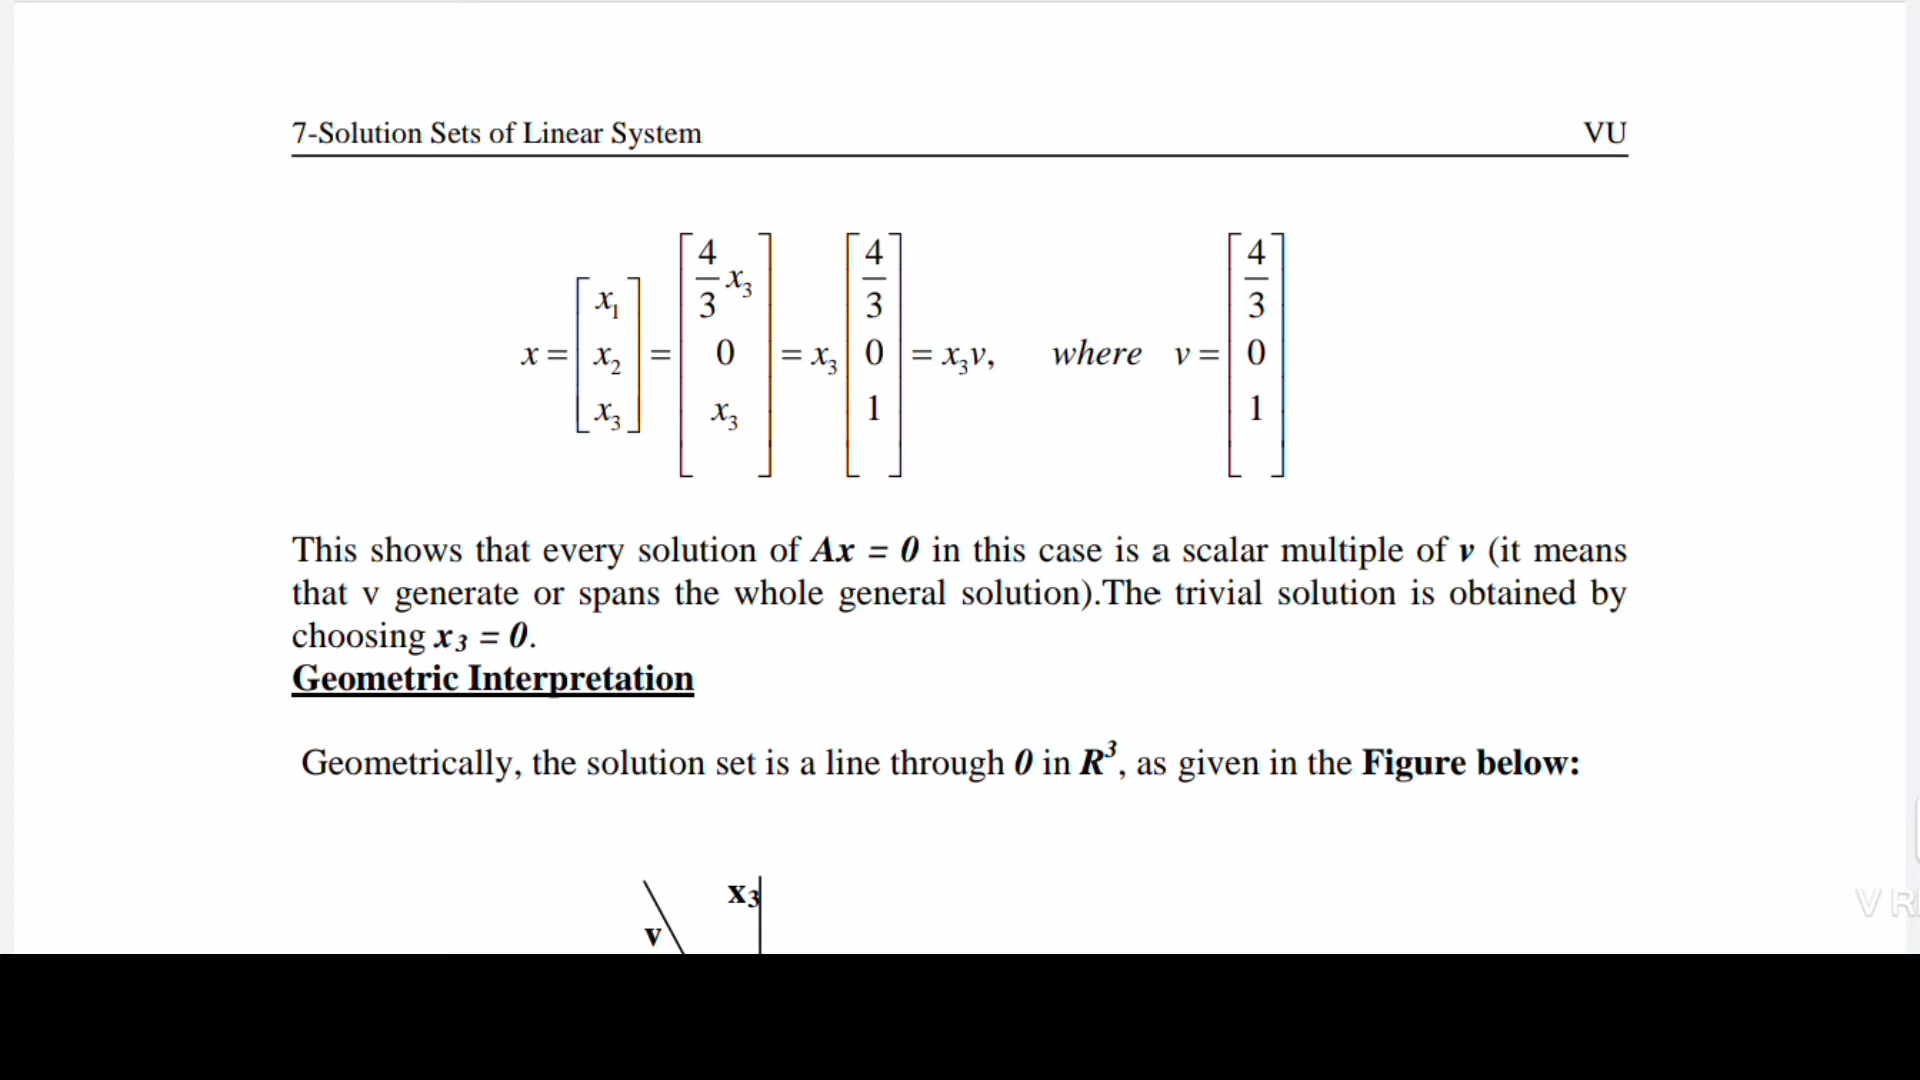 7-Solution Sets of Linear System VU
x = [x₁ x₂ x₃] = [4/3 x₃ 0 x₃] = x₃ [4/3 0 1] = x₃v, where v = [4/3 0 1]
This shows that every solution of Ax = 0 in this case is a scalar multiple of v (it means
that v generate or spans the whole general solution).The trivial solution is obtained by
choosing x₃ = 0.
Geometric Interpretation
Geometrically, the solution set is a line through 0 in R³, as given in the Figure below:
x₃
v